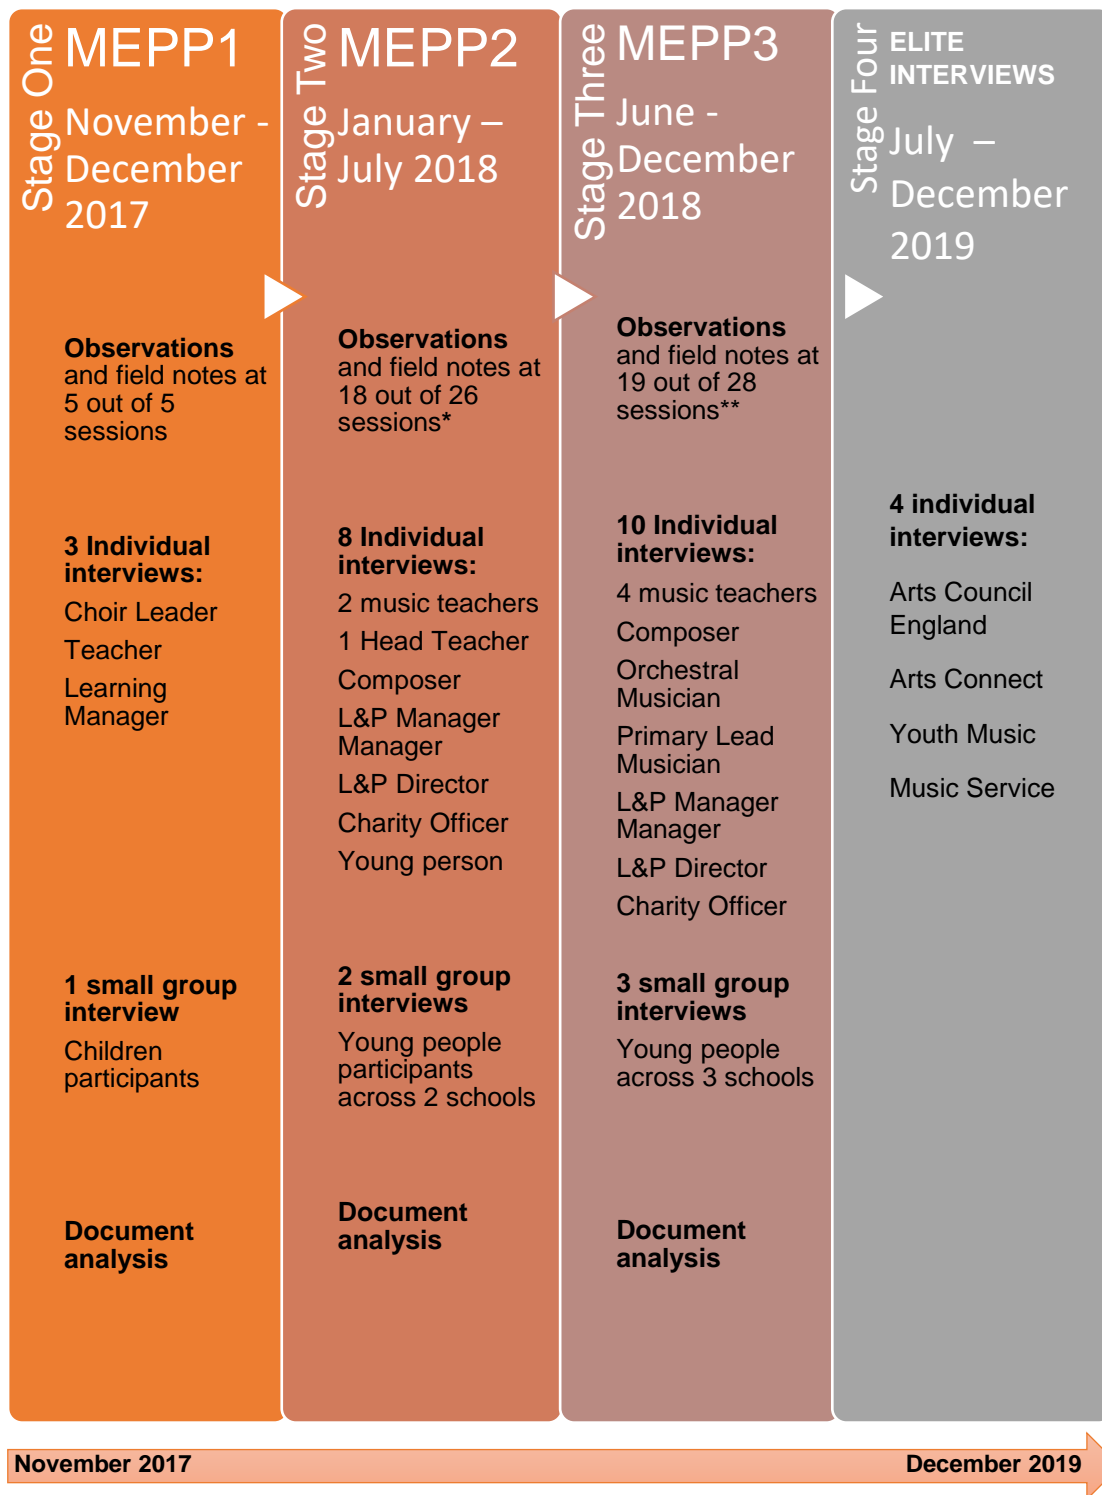 Stage One
MEPP1
November -
December
2017
Observations
and field notes at
5 out of 5
sessions
3 Individual
interviews:
Choir Leader
Teacher
Learning
Manager
1 small group
interview
Children
participants
Document
analysis
Stage Two
MEPP2
January –
July 2018
Observations
and field notes at
18 out of 26
sessions*
8 Individual
interviews:
2 music teachers
1 Head Teacher
Composer
L&P Manager
Manager
L&P Director
Charity Officer
Young person
2 small group
interviews
Young people
participants
across 2 schools
Document
analysis
Stage Three
MEPP3
June -
December
2018
Observations
and field notes at
19 out of 28
sessions**
10 Individual
interviews:
4 music teachers
Composer
Orchestral
Musician
Primary Lead
Musician
L&P Manager
Manager
L&P Director
Charity Officer
3 small group
interviews
Young people
across 3 schools
Document
analysis
Stage Four
ELITE
INTERVIEWS
July –
December
2019
4 individual
interviews:
Arts Council
England
Arts Connect
Youth Music
Music Service
November 2017
December 2019